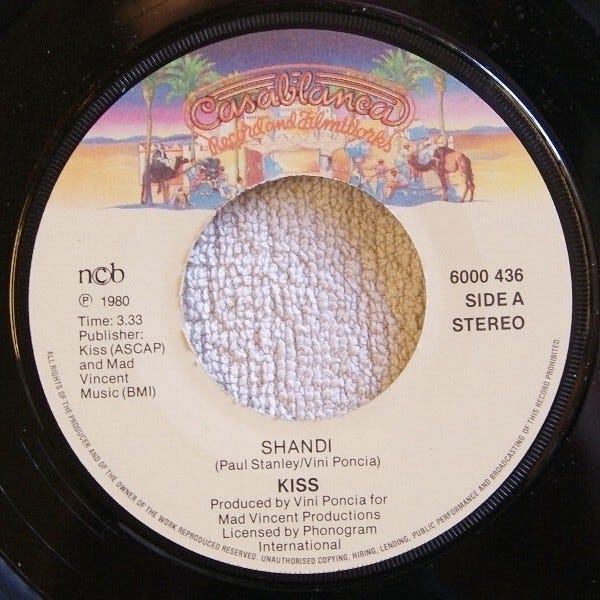 Casablanca
Record and FilmWorks
ncb
℗ 1980
Time: 3.33
Publisher:
Kiss (ASCAP)
and Mad
Vincent
Music (BMI)
6000 436
SIDE A
STEREO
SHANDI
(Paul Stanley/Vini Poncia)
KISS
Produced by Vini Poncia for
Mad Vincent Productions
Licensed by Phonogram
International
ALL RIGHTS OF THE PRODUCER AND OF THE OWNER OF THE WORK REPRODUCED RESERVED. UNAUTHORISED COPYING, HIRING, LENDING, PUBLIC PERFORMANCE AND BROADCASTING OF THIS RECORD PROHIBITED